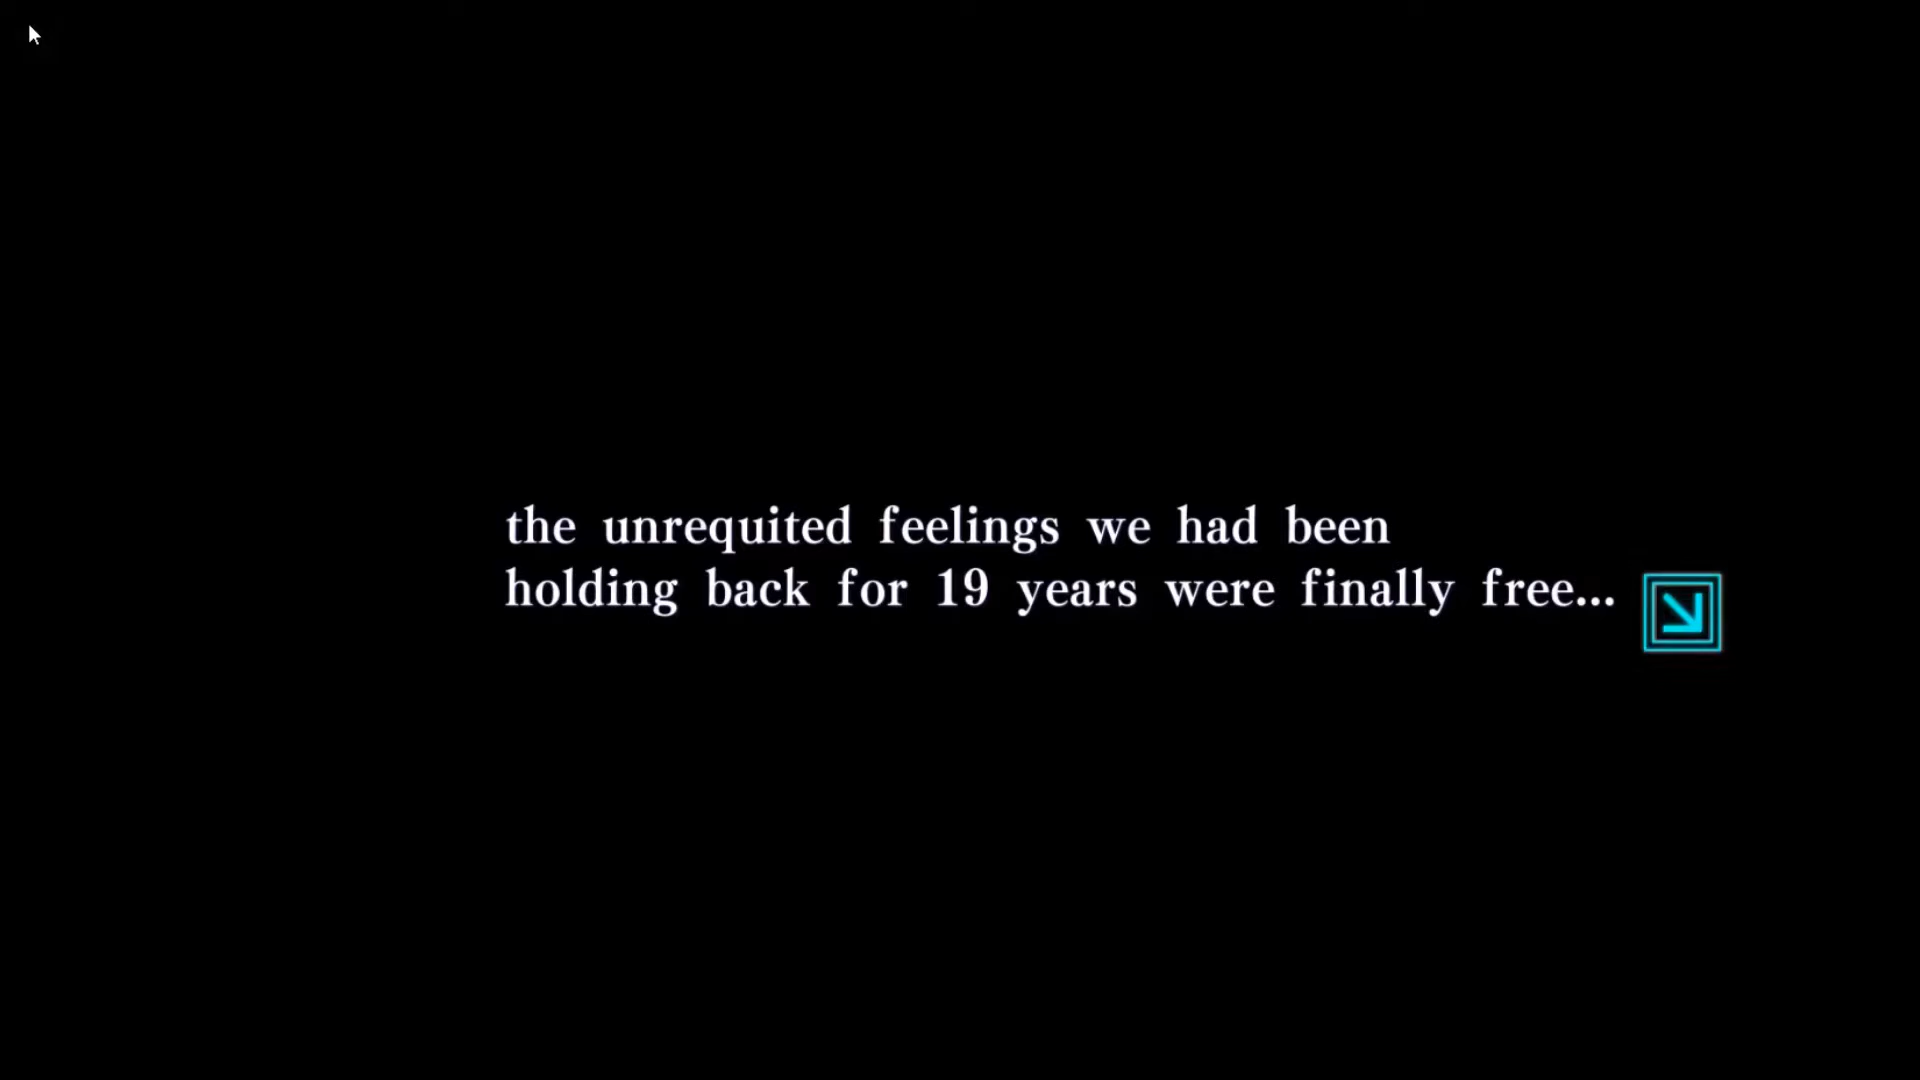 the unrequited feelings we had been
holding back for 19 years were finally free...